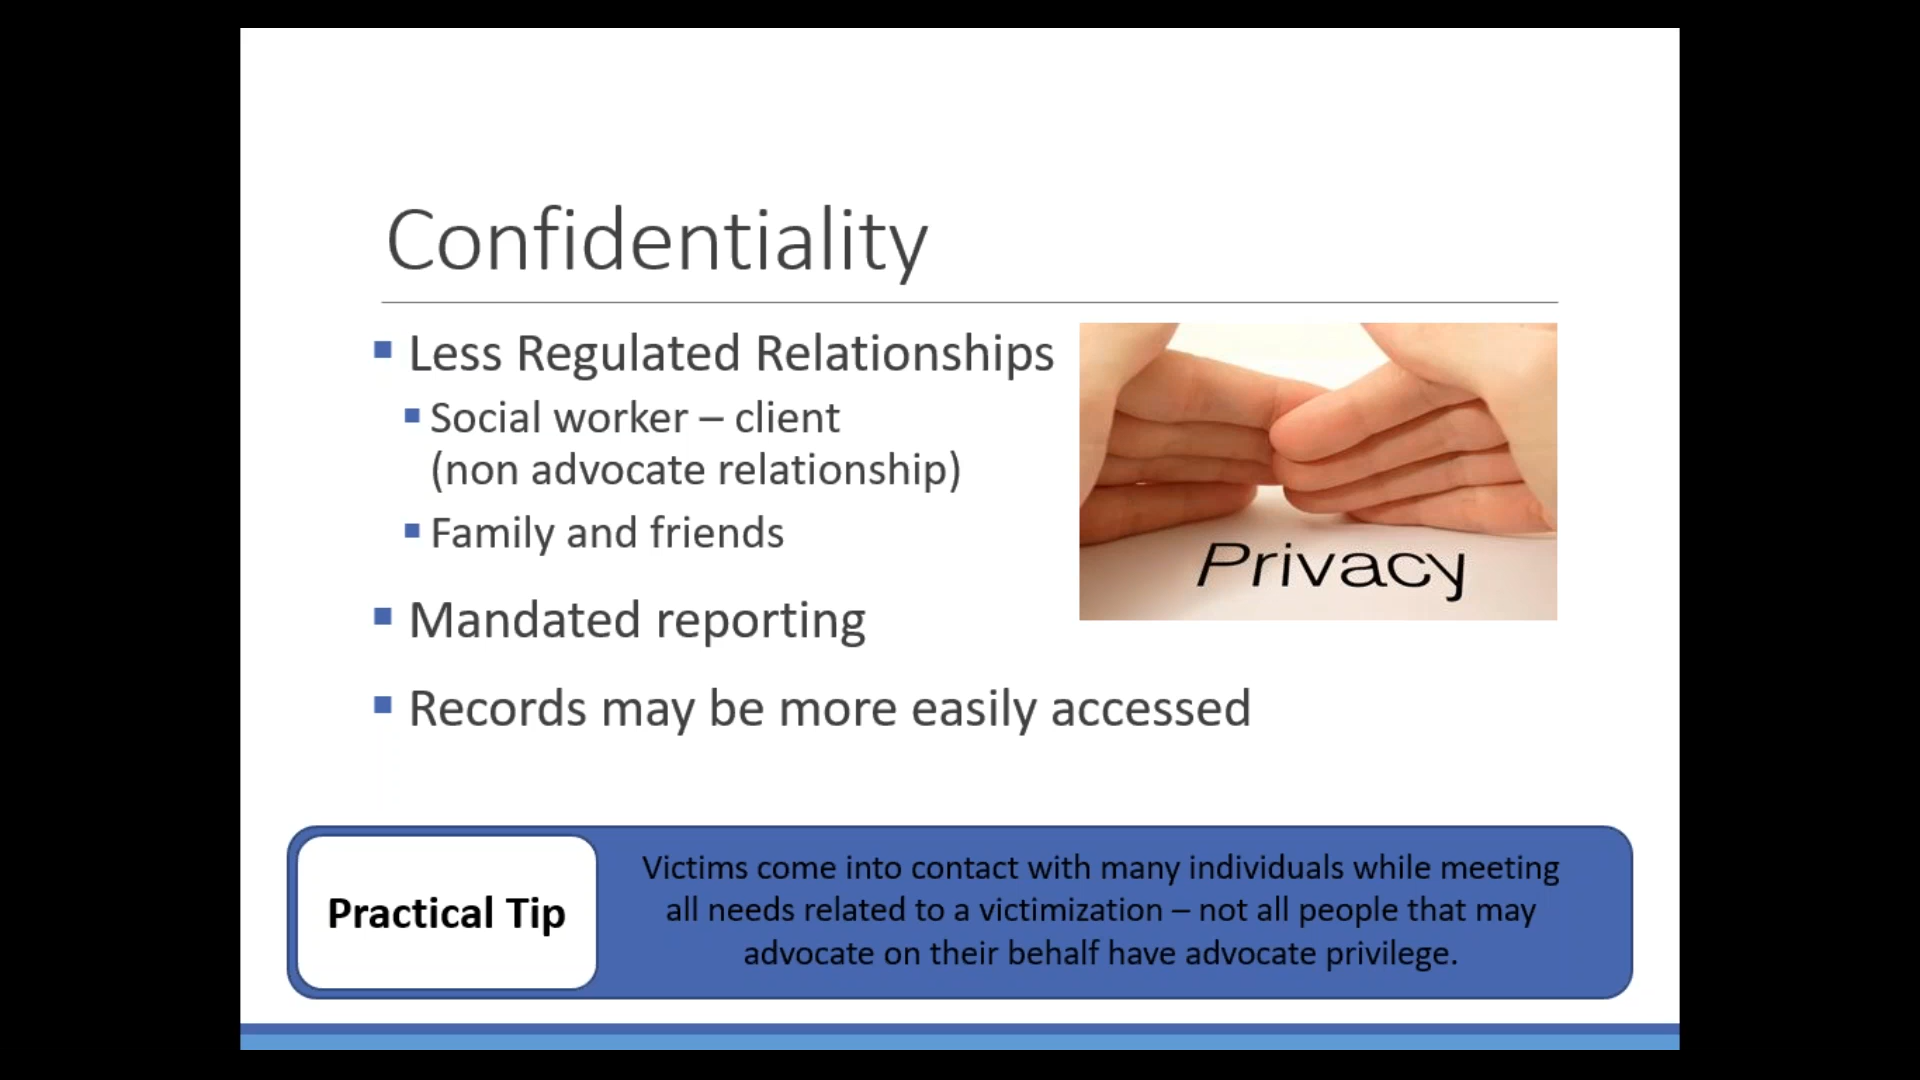 Confidentiality
Less Regulated Relationships
Social worker – client
(non advocate relationship)
Family and friends
Privacy
Mandated reporting
Records may be more easily accessed
Practical Tip
Victims come into contact with many individuals while meeting
all needs related to a victimization – not all people that may
advocate on their behalf have advocate privilege.